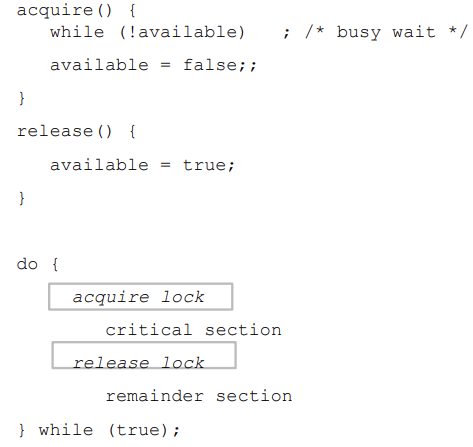 acquire() {
while (!available) ; /* busy wait */
available = false;;
}
release() {
available = true;
}
do {
acquire lock
critical section
release lock
remainder section
} while (true);